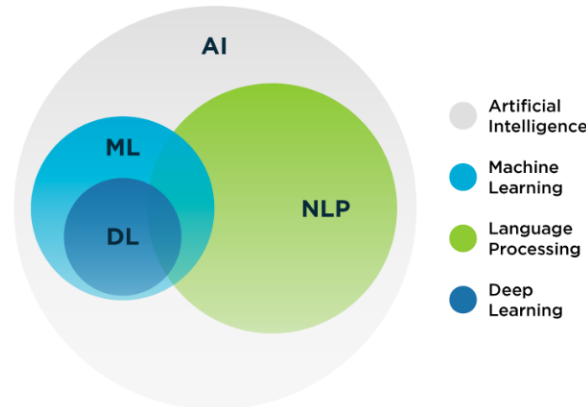 AI
ML
DL
NLP
Artificial
Intelligence
Machine
Learning
Language
Processing
Deep
Learning